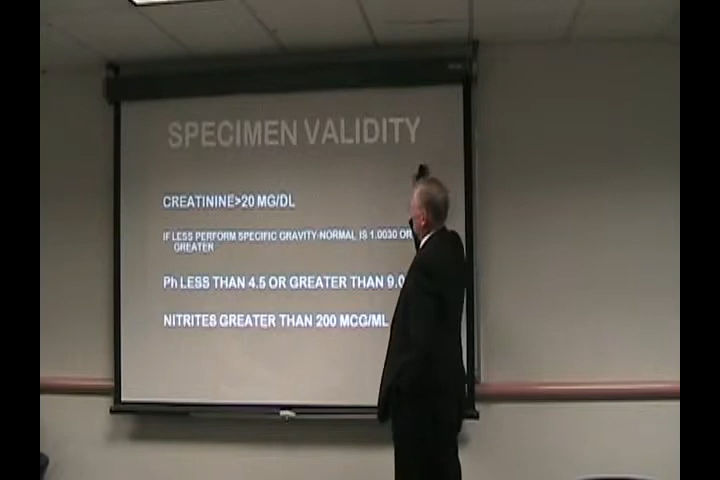 SPECIMEN VALIDITY
CREATININE>20 MG/DL
IF LESS PERFORM SPECIFIC GRAVITY-NORMAL IS 1.0030 OR
GREATER
Ph LESS THAN 4.5 OR GREATER THAN 9.0
NITRITES GREATER THAN 200 MCG/ML